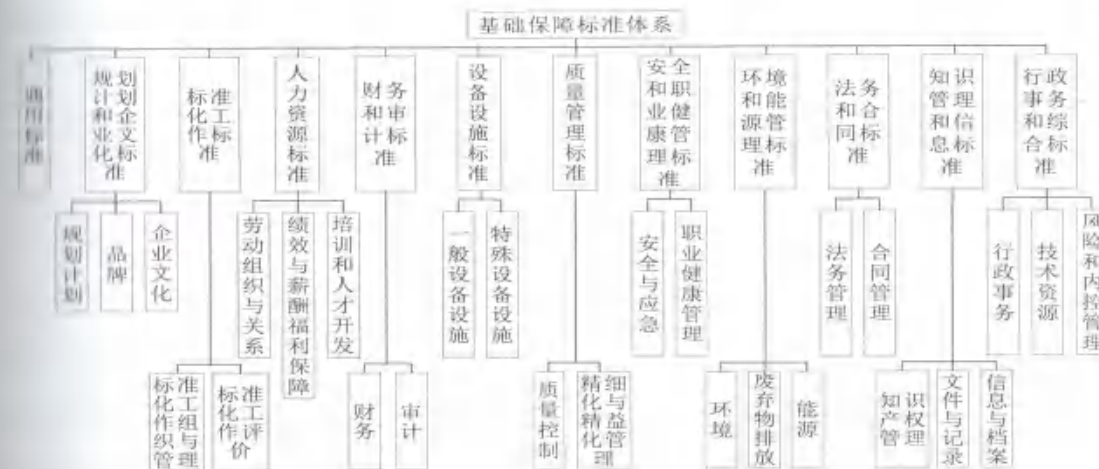 基础保障标准体系
通用标准
规划计划和企业文化标准
标准化工作标准
人力资源标准
财务和审计标准
设备设施标准
质量管理标准
安全和职业健康管理标准
环境和能源管理标准
法务和合同标准
知识管理和信息标准
行政事务和综合标准
规划计划
品牌
企业文化
标准化工作组织与管理
标准化工作评价
劳动组织与关系
绩效与薪酬福利保障
培训和人才开发
财务
审计
一般设备设施
特殊设备设施
质量控制
精细化与精益化管理
安全与应急
职业健康管理
环境
废弃物排放
能源
法务管理
合同管理
知识产权管理
文件与记录
信息与档案
行政事务
技术资源
风险和内控管理